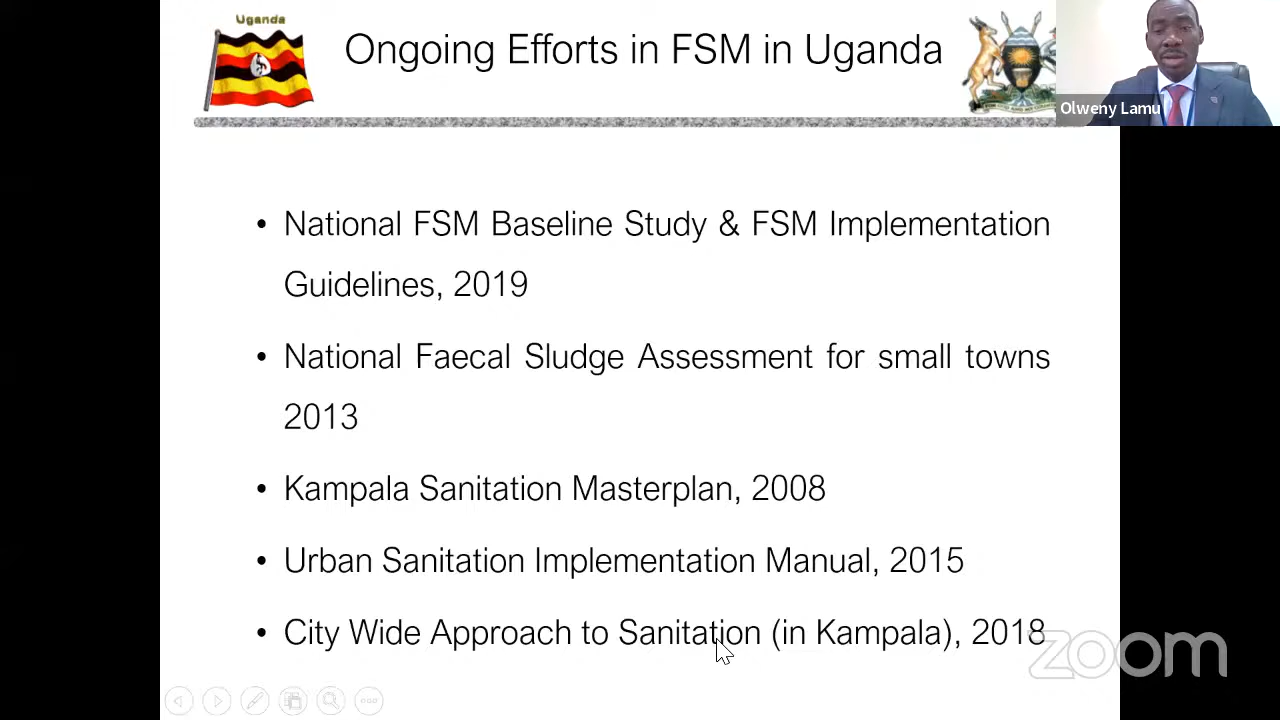 Uganda
Ongoing Efforts in FSM in Uganda
Olweny Lamu
• National FSM Baseline Study & FSM Implementation
Guidelines, 2019
• National Faecal Sludge Assessment for small towns
2013
• Kampala Sanitation Masterplan, 2008
• Urban Sanitation Implementation Manual, 2015
• City Wide Approach to Sanitation (in Kampala), 2018
zoom